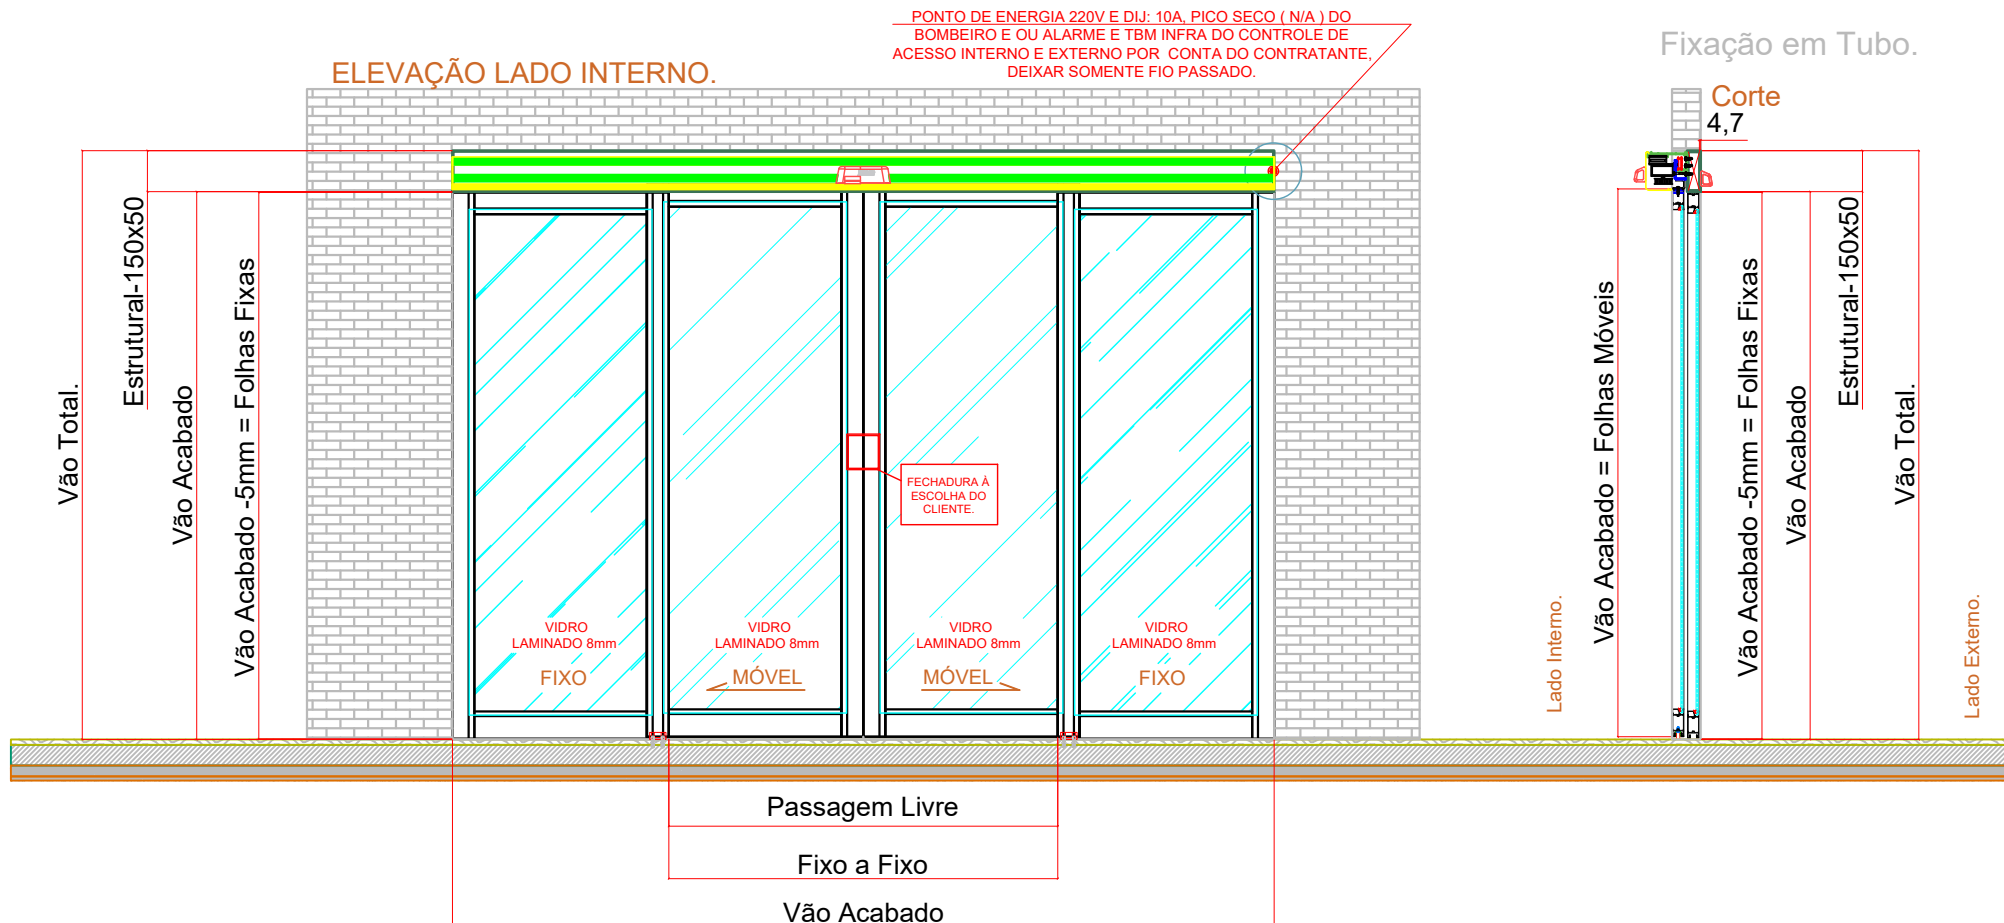 PONTO DE ENERGIA 220V E DIJ: 10A, PICO SECO ( N/A ) DO
BOMBEIRO E OU ALARME E TBM INFRA DO CONTROLE DE
ACESSO INTERNO E EXTERNO POR CONTA DO CONTRATANTE,
DEIXAR SOMENTE FIO PASSADO.
ELEVAÇÃO LADO INTERNO.
Fixação em Tubo.
Corte
4,7
Vão Total.
Estrutural-150x50
Vão Acabado
Vão Acabado -5mm = Folhas Fixas
FECHADURA À
ESCOLHA DO
CLIENTE.
VIDRO
LAMINADO 8mm
FIXO
VIDRO
LAMINADO 8mm
MÓVEL
VIDRO
LAMINADO 8mm
MÓVEL
VIDRO
LAMINADO 8mm
FIXO
Lado Interno.
Vão Acabado = Folhas Móveis
Vão Acabado -5mm = Folhas Fixas
Vão Acabado
Estrutural-150x50
Vão Total.
Lado Externo.
Passagem Livre
Fixo a Fixo
Vão Acabado